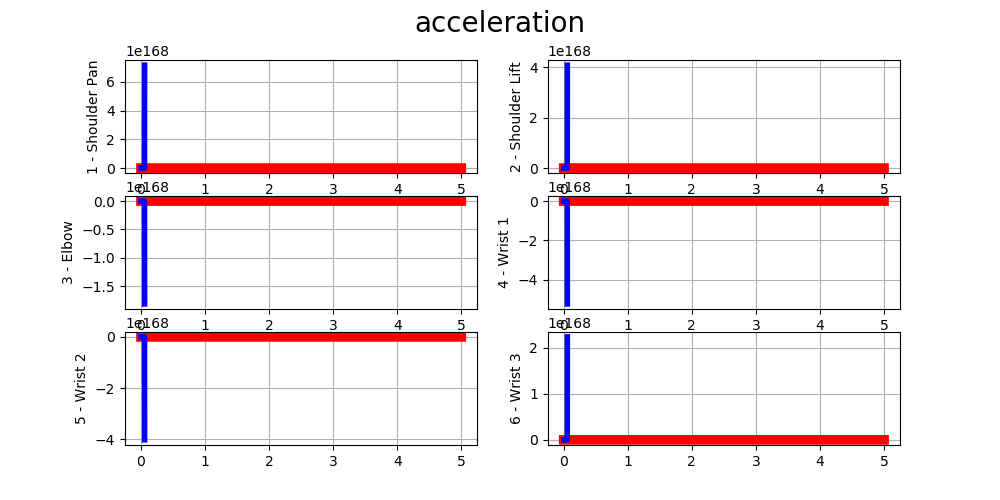 acceleration
1e168
1 - Shoulder Pan
6
4
2
0
0 1 2 3 4 5
1e168
2 - Shoulder Lift
4
2
0
0 1 2 3 4 5
1e168
3 - Elbow
0.0
−0.5
−1.0
−1.5
0 1 2 3 4 5
1e168
4 - Wrist 1
0
−2
−4
0 1 2 3 4 5
1e168
5 - Wrist 2
0
−2
−4
0 1 2 3 4 5
1e168
6 - Wrist 3
2
1
0
0 1 2 3 4 5